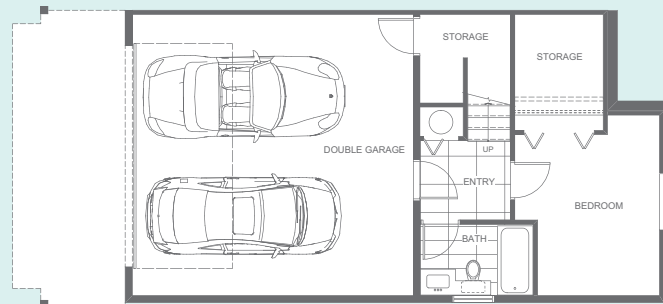 STORAGE
STORAGE
DOUBLE GARAGE
UP
ENTRY
BEDROOM
BATH